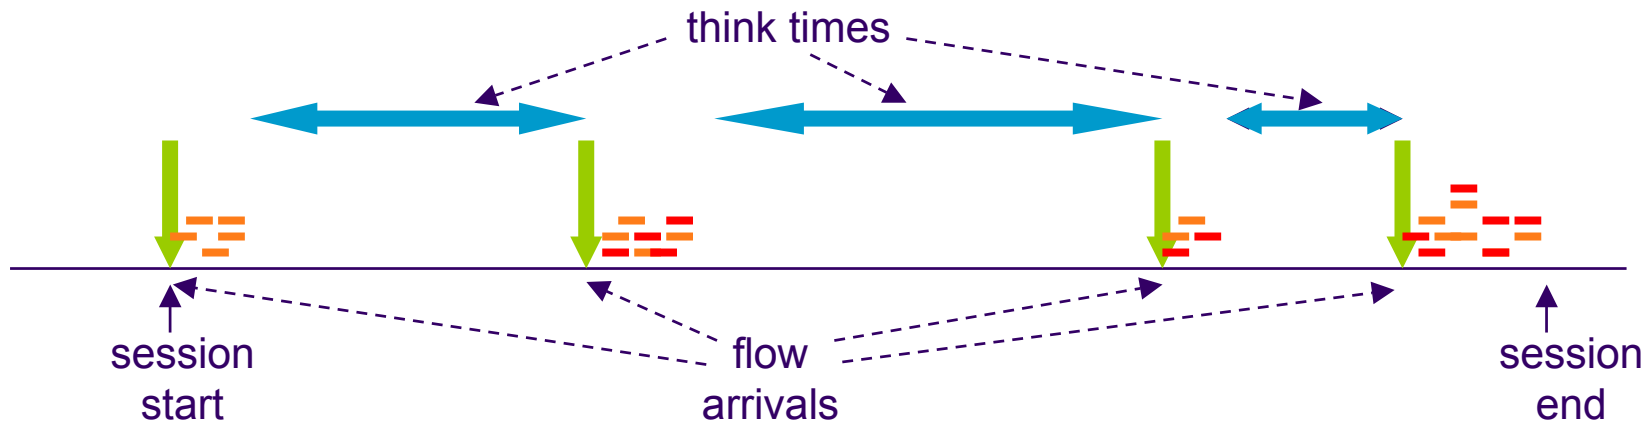 think times
session
start
flow
arrivals
session
end